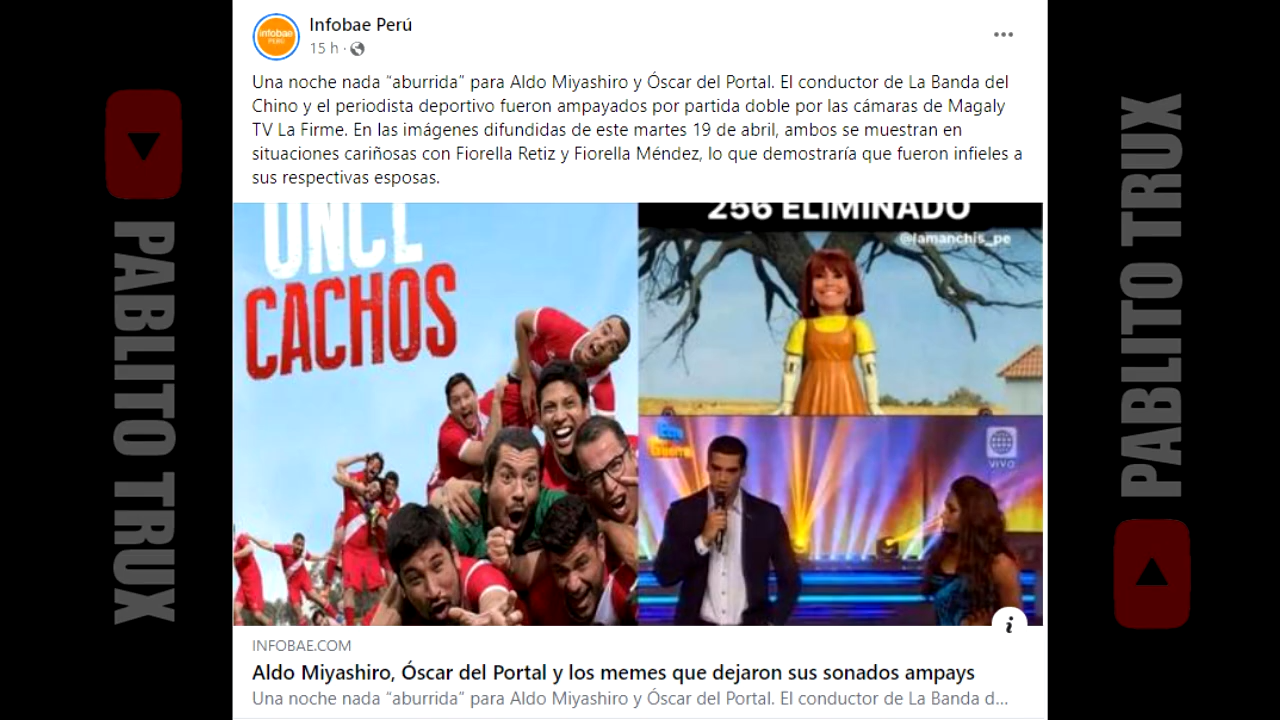 Infobae Perú
15 h ·
Una noche nada “aburrida” para Aldo Miyashiro y Óscar del Portal. El conductor de La Banda del
Chino y el periodista deportivo fueron ampayados por partida doble por las cámaras de Magaly
TV La Firme. En las imágenes difundidas de este martes 19 de abril, ambos se muestran en
situaciones cariñosas con Fiorella Retiz y Fiorella Méndez, lo que demostraría que fueron infieles a
sus respectivas esposas.
infobae
PERÚ
ONCE
CACHOS
256 ELIMINADO
@lamanchis_pe
Esto
Guerra
VIVO
INFOBAE.COM
Aldo Miyashiro, Óscar del Portal y los memes que dejaron sus sonados ampays
Una noche nada “aburrida” para Aldo Miyashiro y Óscar del Portal. El conductor de La Banda d...
PABLITO TRUX
PABLITO TRUX